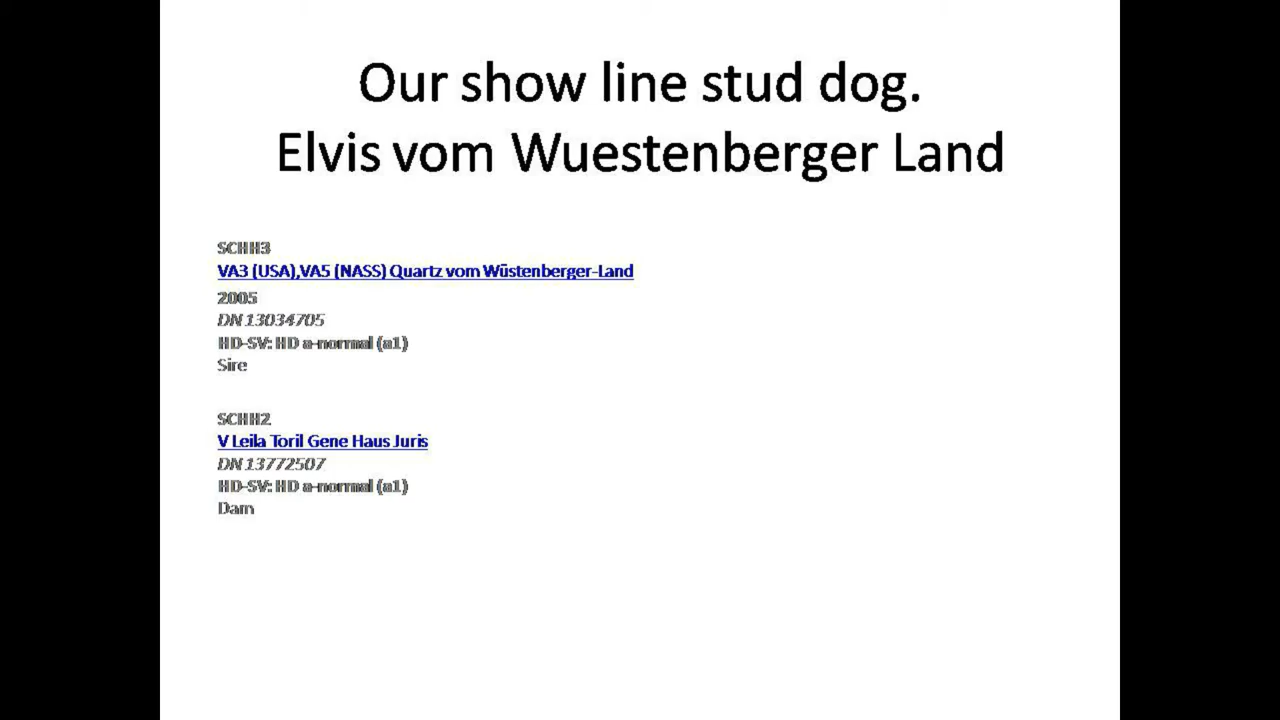 Our show line stud dog.
Elvis vom Wuestenberger Land
SCHH3
VA3 (USA),VA5 (NASS) Quartz vom Wüstenberger-Land
2005
DN 13034705
HD-SV: HD a-normal (a1)
Sire
SCHH2
V Leila Toril Gene Haus Juris
DN 13772507
HD-SV: HD a-normal (a1)
Dam